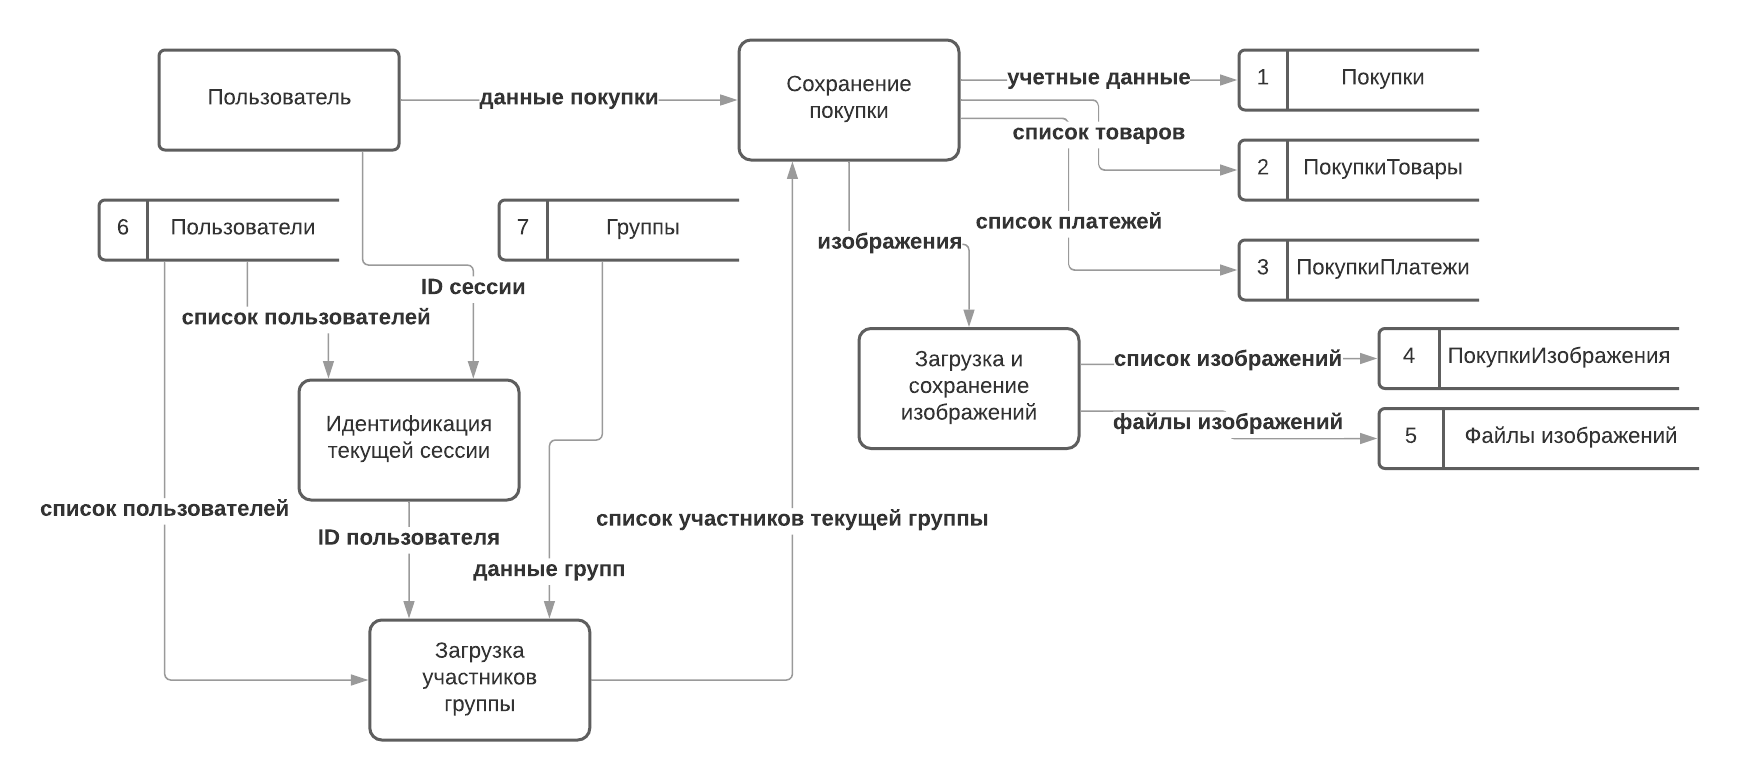 Пользователь
данные покупки
Сохранение
покупки
учетные данные
1
Покупки
список товаров
2
ПокупкиТовары
список платежей
3
ПокупкиПлатежи
6
Пользователи
7
Группы
изображения
ID сессии
список пользователей
Загрузка и
сохранение
изображений
список изображений
4
ПокупкиИзображения
файлы изображений
5
Файлы изображений
Идентификация
текущей сессии
список пользователей
ID пользователя
данные групп
список участников текущей группы
Загрузка
участников
группы